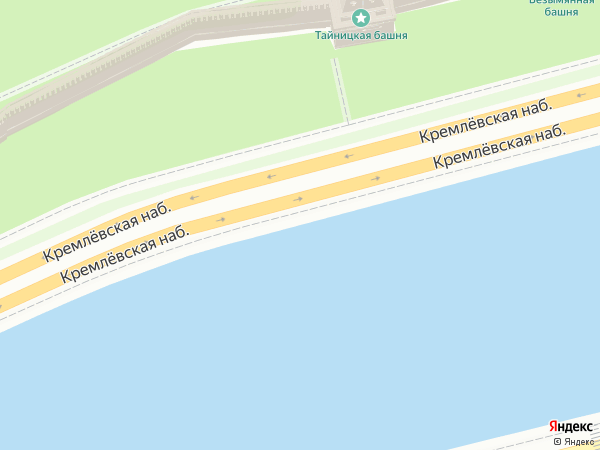 Безымянная
башня
Тайницкая башня
Кремлёвская наб.
Кремлёвская наб.
Кремлёвская наб.
Кремлёвская наб.
Яндекс
© Яндекс